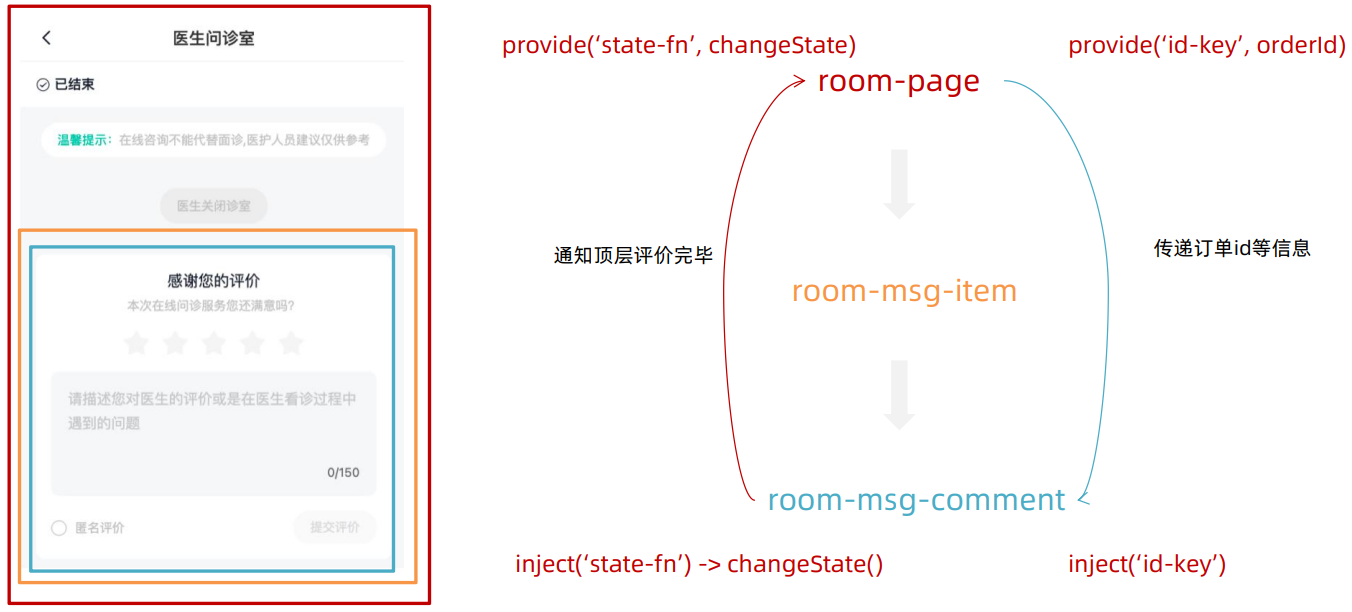 医生问诊室
已结束
温馨提示：在线咨询不能代替面诊,医护人员建议仅供参考
医生关闭诊室
感谢您的评价
本次在线问诊服务您还满意吗?
请描述您对医生的评价或是在医生看诊过程中
遇到的问题
0/150
匿名评价
提交评价
provide(‘state-fn’, changeState)
provide(‘id-key’, orderId)
room-page
通知顶层评价完毕
传递订单id等信息
room-msg-item
room-msg-comment
inject(‘state-fn’) -> changeState()
inject(‘id-key’)